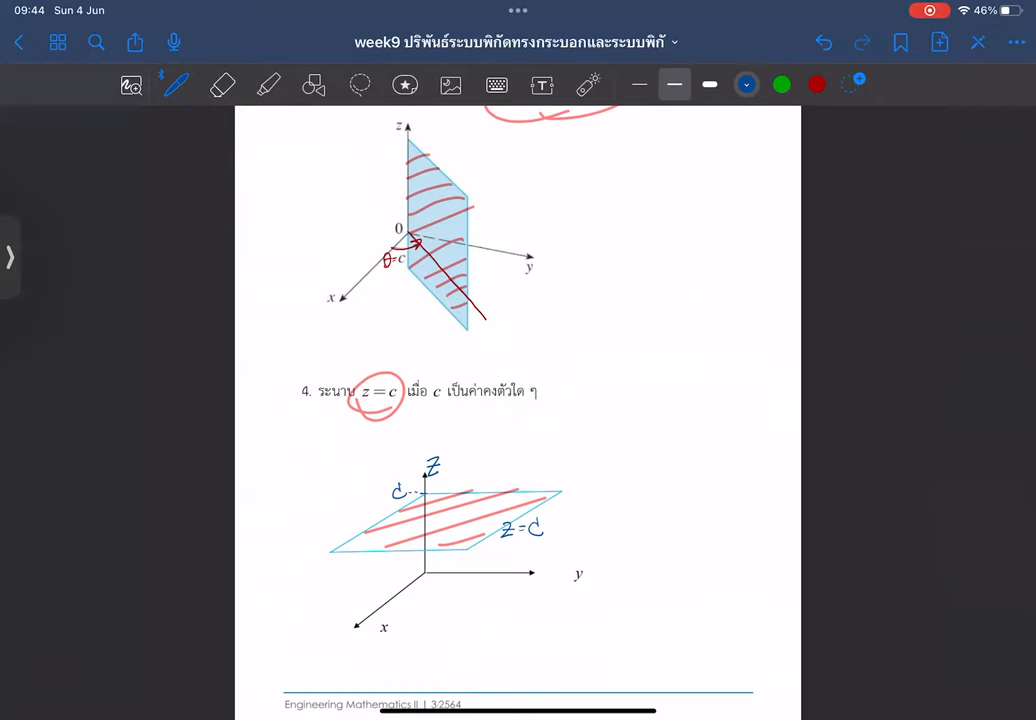 09:44 Sun 4 Jun
46%
week9 ปริพันธ์ระบบพิกัดทรงกระบอกและระบบพิกั
z
0
θ=c
y
x
4. ระนาบ z = c เมื่อ c เป็นค่าคงตัวใด ๆ
Z
C
Z=C
y
x
Engineering Mathematics II | 3/2564